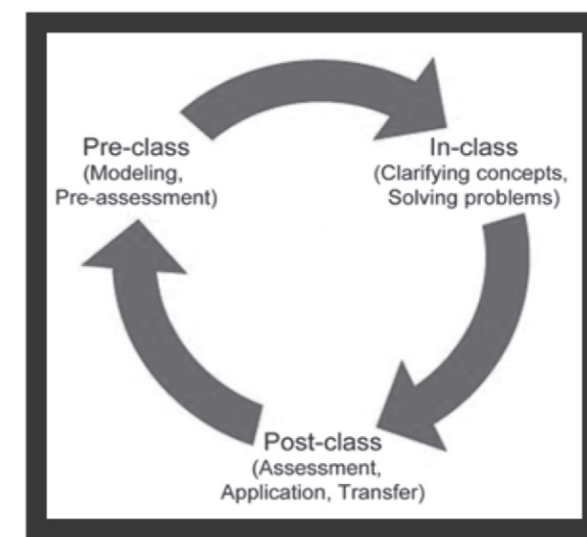 Pre-class
(Modeling,
Pre-assessment)
In-class
(Clarifying concepts,
Solving problems)
Post-class
(Assessment,
Application, Transfer)